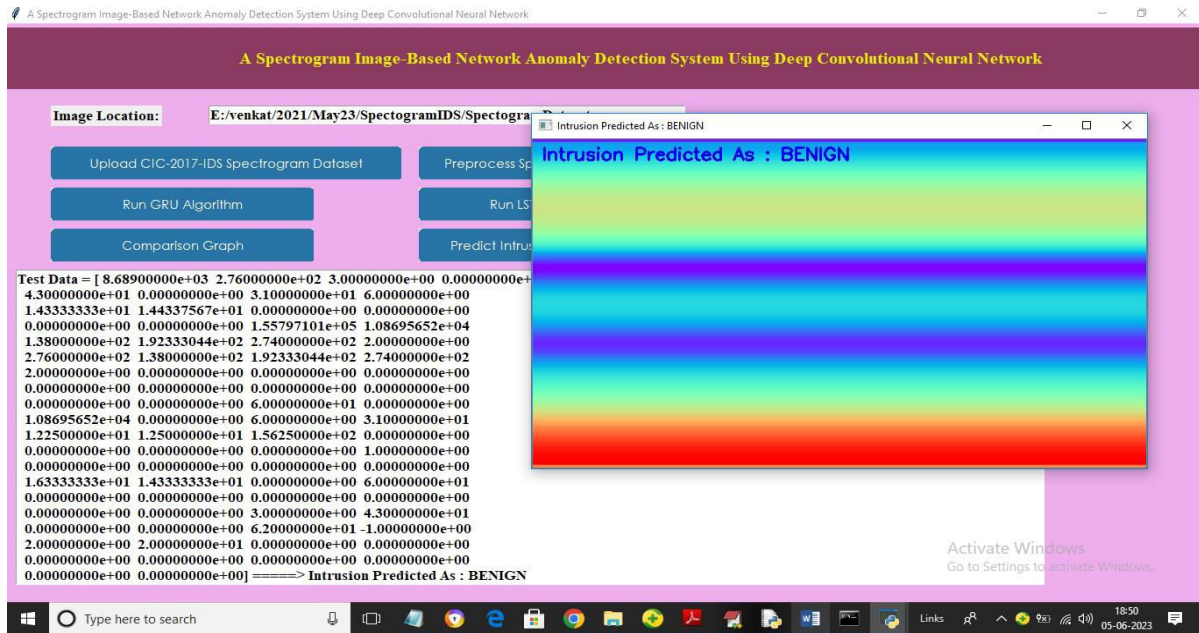 A Spectrogram Image-Based Network Anomaly Detection System Using Deep Convolutional Neural Network
A Spectrogram Image-Based Network Anomaly Detection System Using Deep Convolutional Neural Network
Image Location:
E:/venkat/2021/May23/SpectogramIDS/Spectogra
Intrusion Predicted As : BENIGN
Intrusion Predicted As : BENIGN
Upload CIC-2017-IDS Spectrogram Dataset
Preprocess Sp
Run GRU Algorithm
Run LS
Comparison Graph
Predict Intrus
Test Data = [ 8.68900000e+03 2.76000000e+02 3.00000000e+00 0.00000000e+
4.30000000e+01 0.00000000e+00 3.10000000e+01 6.00000000e+00
1.43333333e+01 1.44337567e+01 0.00000000e+00 0.00000000e+00
0.00000000e+00 0.00000000e+00 1.55797101e+05 1.08695652e+04
1.38000000e+02 1.92333044e+02 2.74000000e+02 2.00000000e+00
2.76000000e+02 1.38000000e+02 1.92333044e+02 2.74000000e+02
2.00000000e+00 0.00000000e+00 0.00000000e+00 0.00000000e+00
0.00000000e+00 0.00000000e+00 0.00000000e+00 0.00000000e+00
0.00000000e+00 0.00000000e+00 6.00000000e+01 0.00000000e+00
1.08695652e+04 0.00000000e+00 6.00000000e+00 3.10000000e+01
1.22500000e+01 1.25000000e+01 1.56250000e+02 0.00000000e+00
0.00000000e+00 0.00000000e+00 0.00000000e+00 1.00000000e+00
0.00000000e+00 0.00000000e+00 0.00000000e+00 0.00000000e+00
1.63333333e+01 1.43333333e+01 0.00000000e+00 6.00000000e+01
0.00000000e+00 0.00000000e+00 0.00000000e+00 0.00000000e+00
0.00000000e+00 0.00000000e+00 3.00000000e+00 4.30000000e+01
0.00000000e+00 0.00000000e+00 6.20000000e+01 -1.00000000e+00
2.00000000e+00 2.00000000e+01 0.00000000e+00 0.00000000e+00
0.00000000e+00 0.00000000e+00 0.00000000e+00 0.00000000e+00
0.00000000e+00 0.00000000e+00] =====> Intrusion Predicted As : BENIGN
Activate Windows
Go to Settings to activate Windows.
Type here to search
Links
18:50
05-06-2023